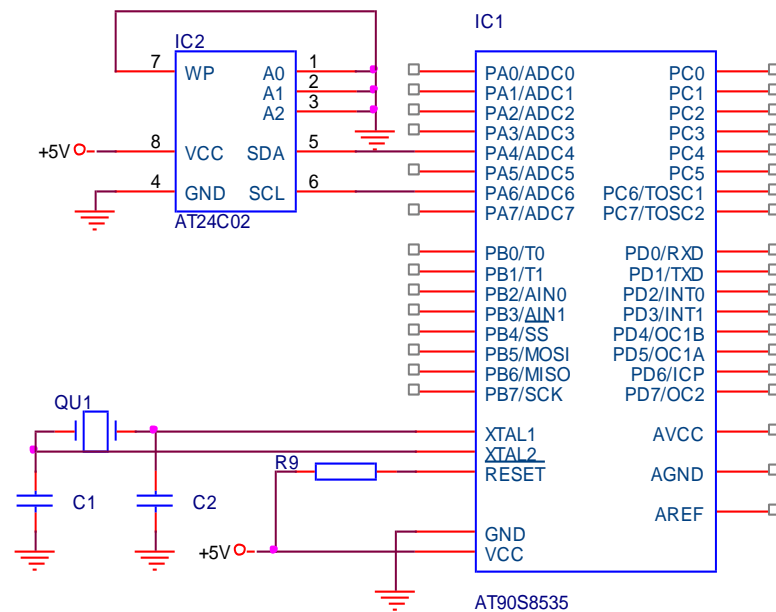 IC1
IC2
7 WP A0 1
A1 2
A2 3
+5V 8 VCC SDA 5
4 GND SCL 6
AT24C02
PA0/ADC0 PC0
PA1/ADC1 PC1
PA2/ADC2 PC2
PA3/ADC3 PC3
PA4/ADC4 PC4
PA5/ADC5 PC5
PA6/ADC6 PC6/TOSC1
PA7/ADC7 PC7/TOSC2
PB0/T0 PD0/RXD
PB1/T1 PD1/TXD
PB2/AIN0 PD2/INT0
PB3/AIN1 PD3/INT1
PB4/SS PD4/OC1B
PB5/MOSI PD5/OC1A
PB6/MISO PD6/ICP
PB7/SCK PD7/OC2
QU1
XTAL1 AVCC
XTAL2
R9 RESET AGND
C1 C2
AREF
GND
+5V VCC
AT90S8535